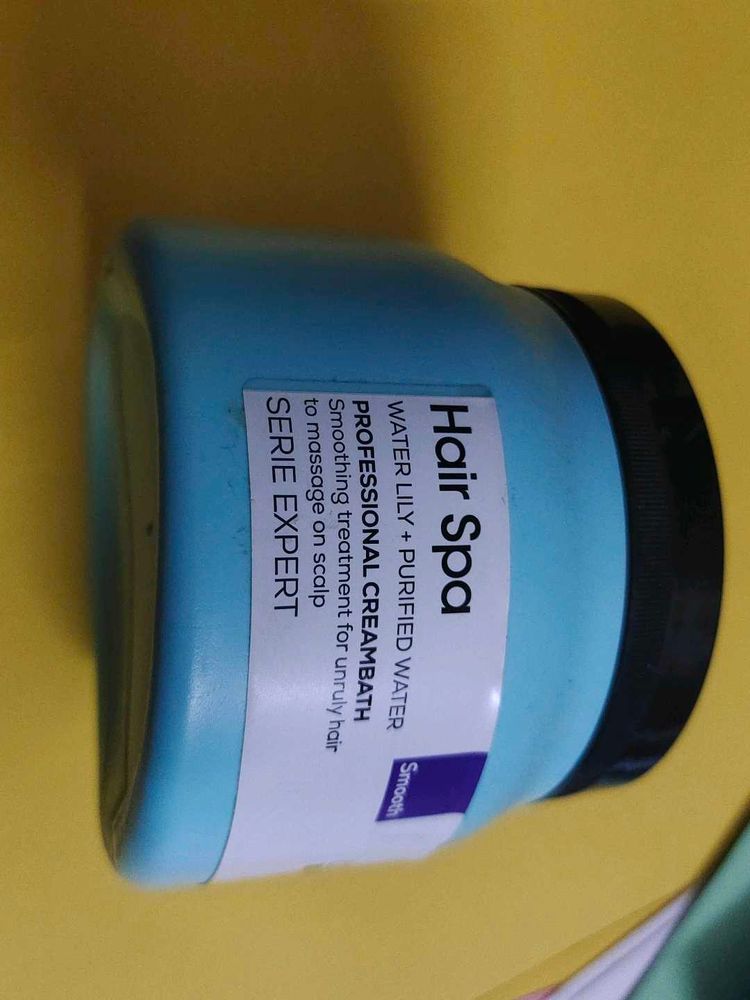 Hair Spa
WATER LILY + PURIFIED WATER
PROFESSIONAL CREAMBATH
Smoothing treatment for unruly hair
to massage on scalp
SERIE EXPERT
Smooth